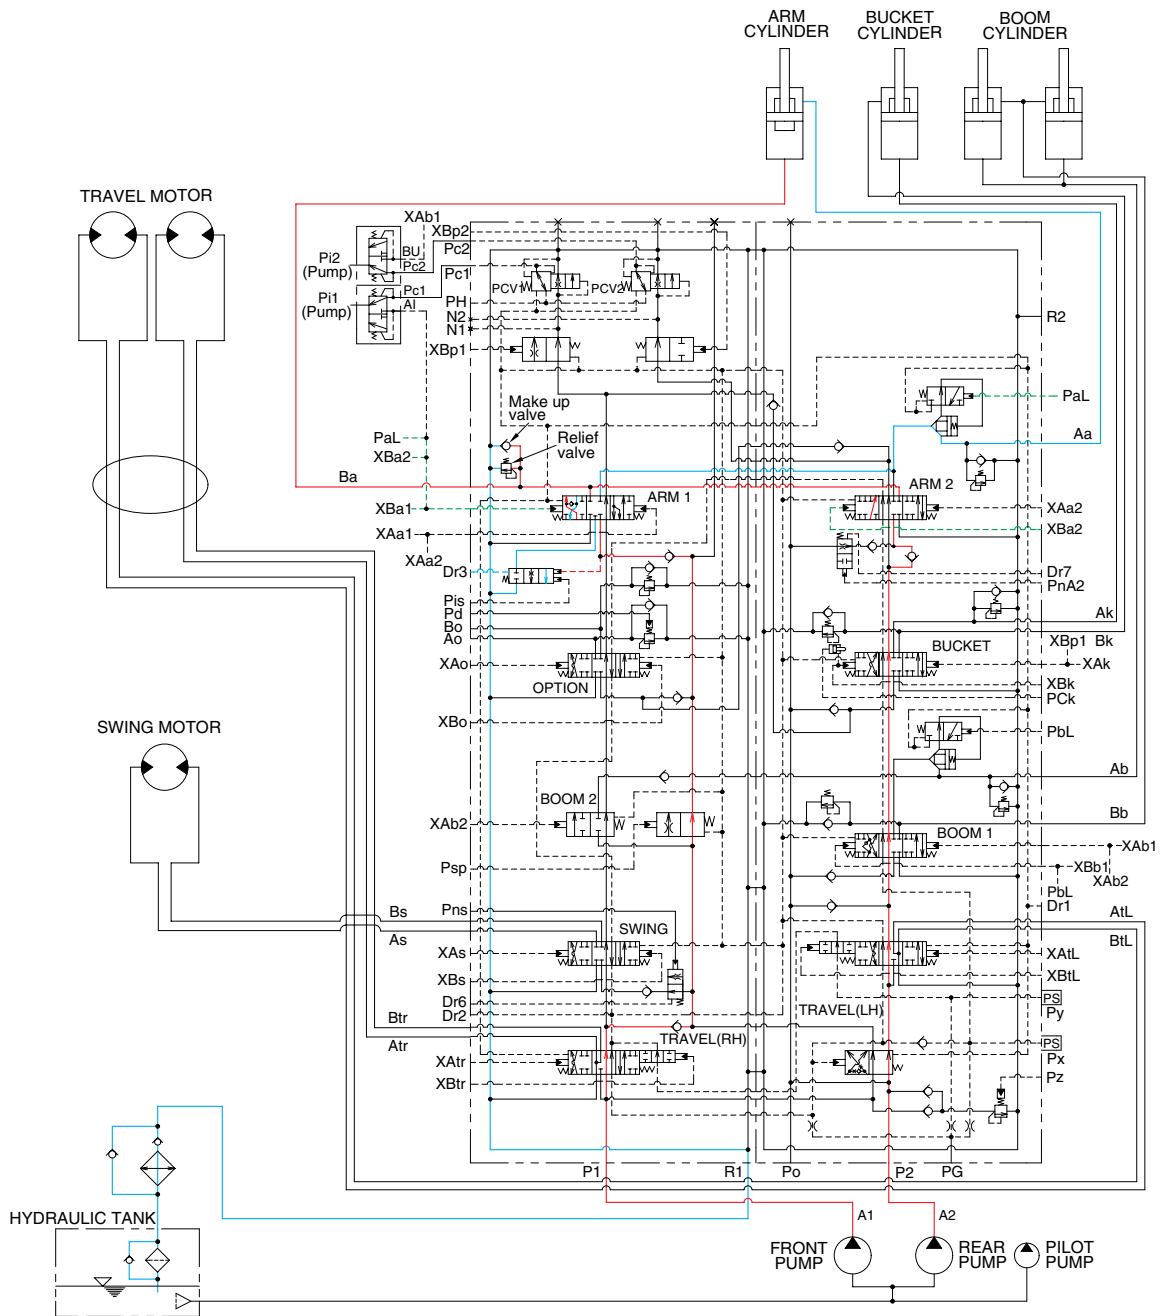 ARM
CYLINDER
BUCKET
CYLINDER
BOOM
CYLINDER
TRAVEL MOTOR
XAb1
XBp2
BU
Pc2
Pc2
Pi2
(Pump)
Pc1
Pc1
AI
Pi1
(Pump)
PCV1
PCV2
PH
N2
N1
XBp1
R2
Make up
valve
Relief
valve
PaL
PaL
XBa2
Aa
Ba
ARM 1
ARM 2
XBa1
XAa1
XAa2
XAa2
XBa2
Dr3
Pis
Pd
Bo
Ao
Dr7
PnA2
Ak
XBp1
Bk
BUCKET
XAo
OPTION
XAk
XBk
PCk
XBo
PbL
SWING MOTOR
Ab
BOOM 2
Bb
XAb2
BOOM 1
XAb1
XBb1
XAb2
Psp
PbL
Dr1
Pns
Bs
As
SWING
AtL
BtL
XAs
XAtL
XBs
XBtL
Dr6
Dr2
TRAVEL(LH)
PS
Py
Btr
Atr
TRAVEL(RH)
PS
Px
XAtr
XBtr
Pz
P1
R1
Po
P2
PG
HYDRAULIC TANK
A1
A2
FRONT
PUMP
REAR
PUMP
PILOT
PUMP